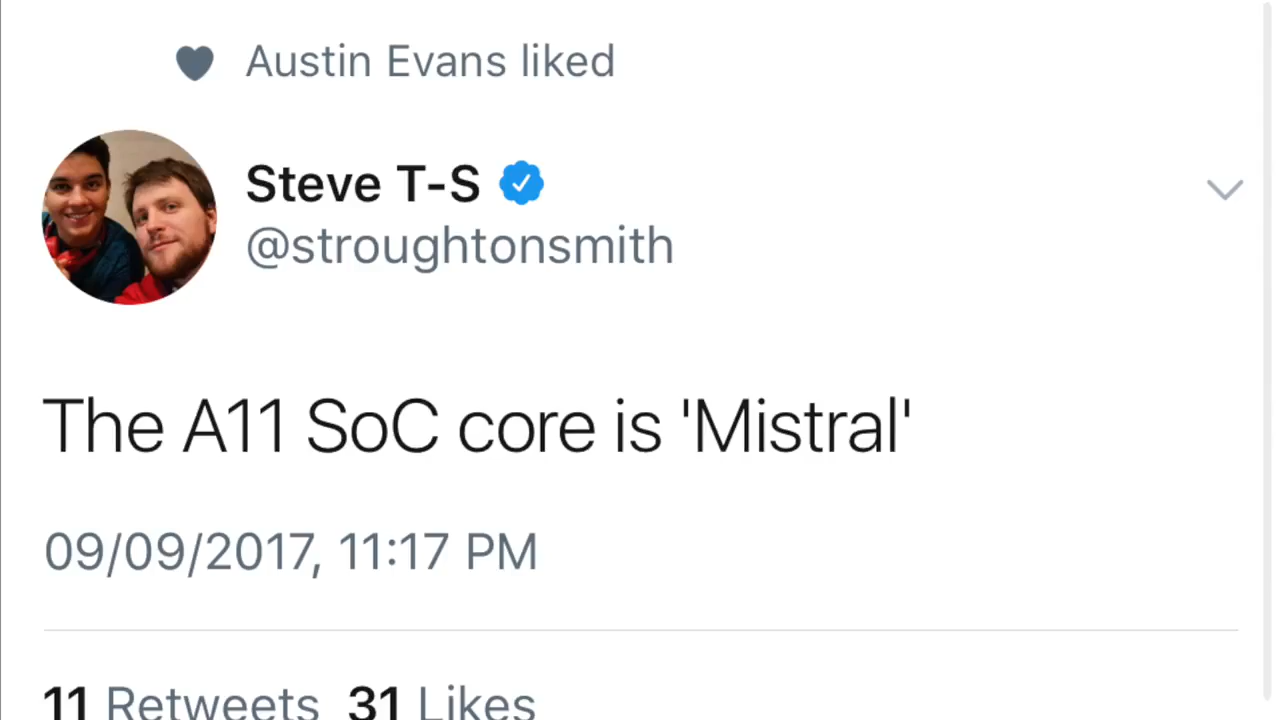 Austin Evans liked
Steve T-S
@stroughtonsmith
The A11 SoC core is 'Mistral'
09/09/2017, 11:17 PM
11 Retweets 31 Likes